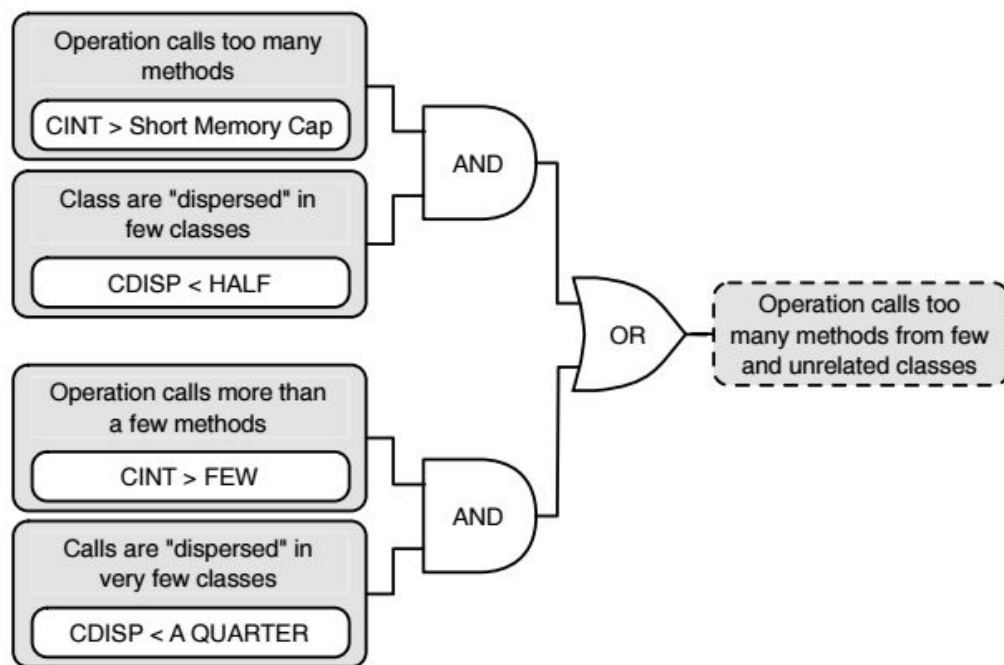 Operation calls too many
methods
CINT > Short Memory Cap
Class are "dispersed" in
few classes
CDISP < HALF
AND
Operation calls more than
a few methods
CINT > FEW
Calls are "dispersed" in
very few classes
CDISP < A QUARTER
AND
OR
Operation calls too
many methods from few
and unrelated classes